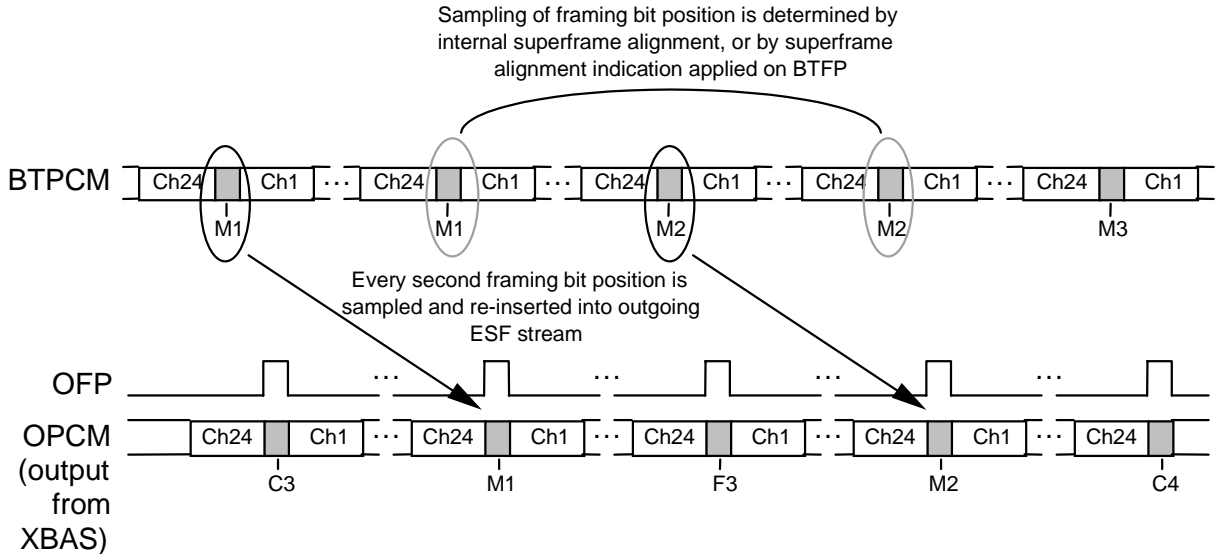 Sampling of framing bit position is determined by
internal superframe alignment, or by superframe
alignment indication applied on BTFP
BTPCM
Ch24 Ch1 ... Ch24 Ch1 ... Ch24 Ch1 ... Ch24 Ch1 ... Ch24 Ch1
M1 M1 M2 M2 M3
Every second framing bit position is
sampled and re-inserted into outgoing
ESF stream
OFP
... ... ... ...
OPCM
(output
from
XBAS)
Ch24 Ch1 ... Ch24 Ch1 ... Ch24 Ch1 ... Ch24 Ch1 ... Ch24
C3 M1 F3 M2 C4